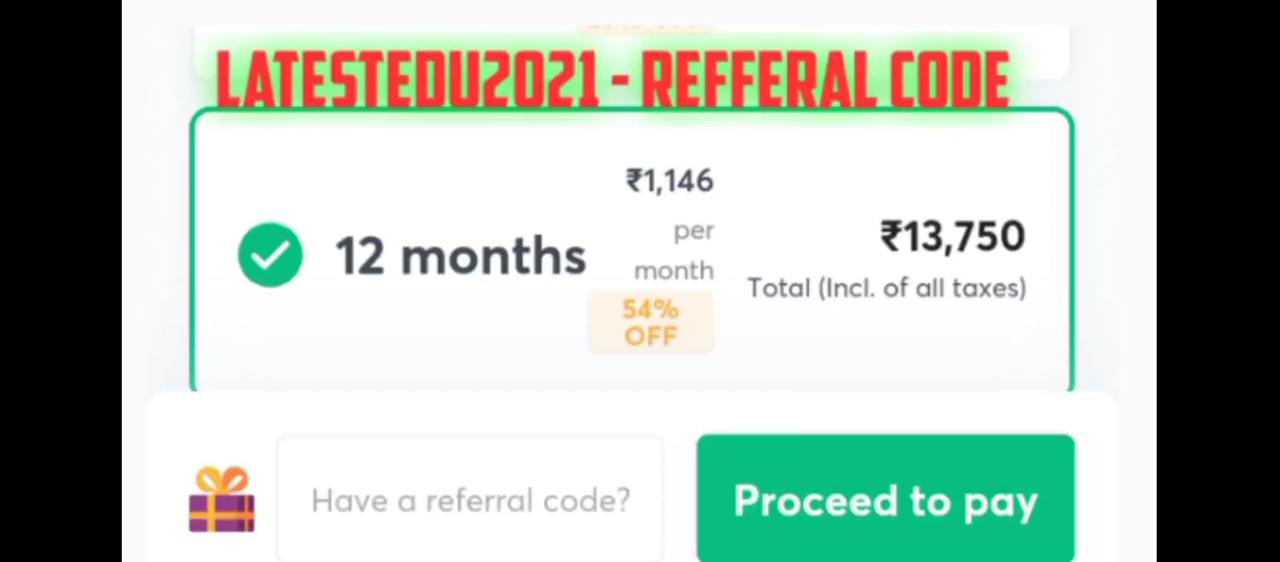 LATESTEDU2021 - REFFERAL CODE
₹1,146
per
month
12 months
54%
OFF
₹13,750
Total (Incl. of all taxes)
Have a referral code?
Proceed to pay